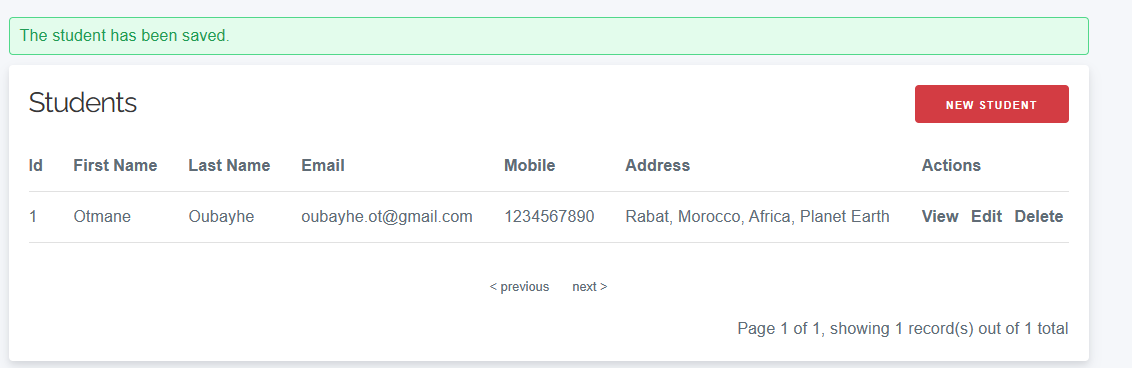 The student has been saved.
Students
NEW STUDENT
Id First Name Last Name Email Mobile Address Actions
1 Otmane Oubayhe oubayhe.ot@gmail.com 1234567890 Rabat, Morocco, Africa, Planet Earth View Edit Delete
< previous next >
Page 1 of 1, showing 1 record(s) out of 1 total